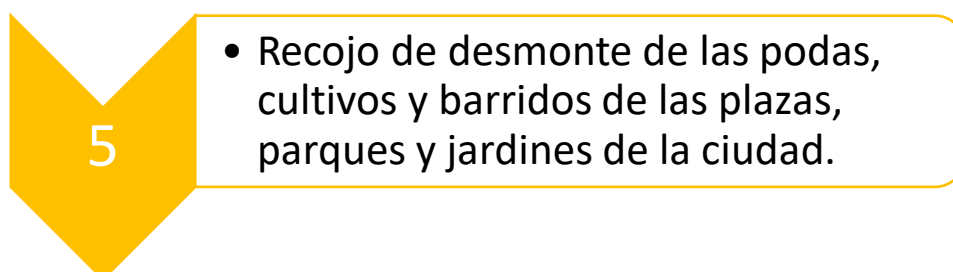 5
• Recojo de desmonte de las podas,
cultivos y barridos de las plazas,
parques y jardines de la ciudad.